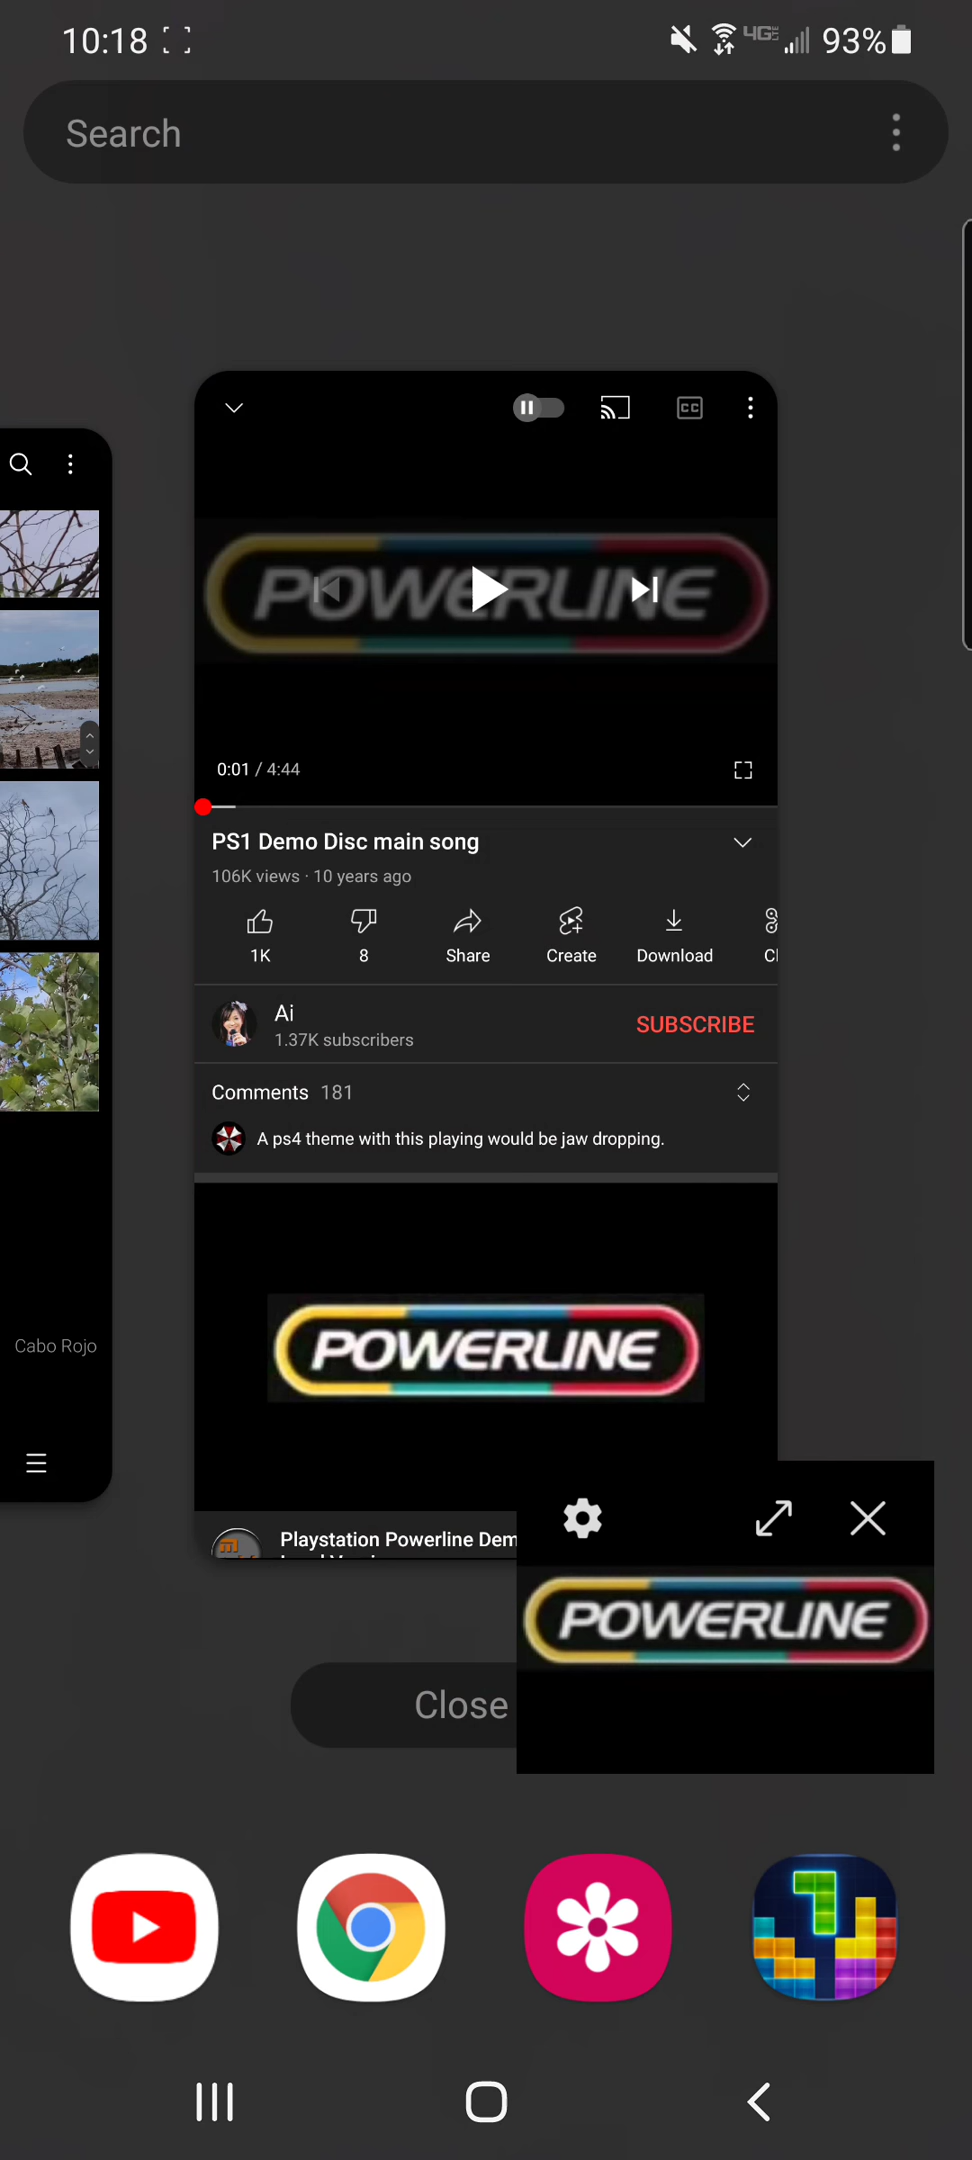 10:18
4G LTE
93%
Search
POWERLINE
0:01 / 4:44
PS1 Demo Disc main song
106K views · 10 years ago
1K
8
Share
Create
Download
Cl
Ai
1.37K subscribers
SUBSCRIBE
Comments 181
A ps4 theme with this playing would be jaw dropping.
POWERLINE
Cabo Rojo
Playstation Powerline Dem
POWERLINE
Close